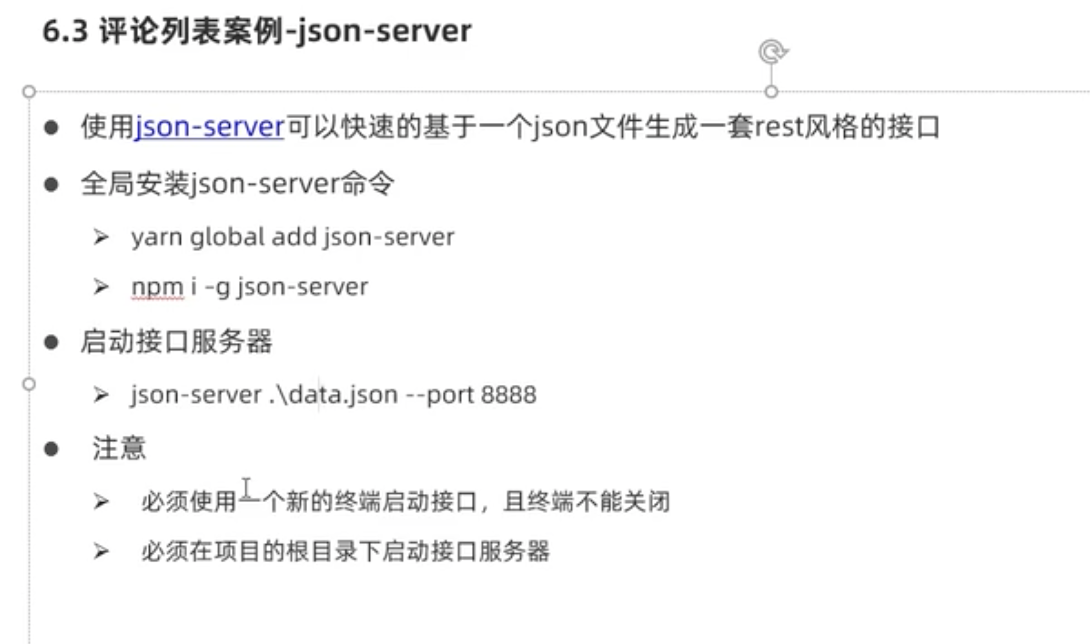 6.3 评论列表案例-json-server
使用json-server可以快速的基于一个json文件生成一套rest风格的接口
全局安装json-server命令
yarn global add json-server
npm i -g json-server
启动接口服务器
json-server .\data.json --port 8888
注意
必须使用一个新的终端启动接口，且终端不能关闭
必须在项目的根目录下启动接口服务器